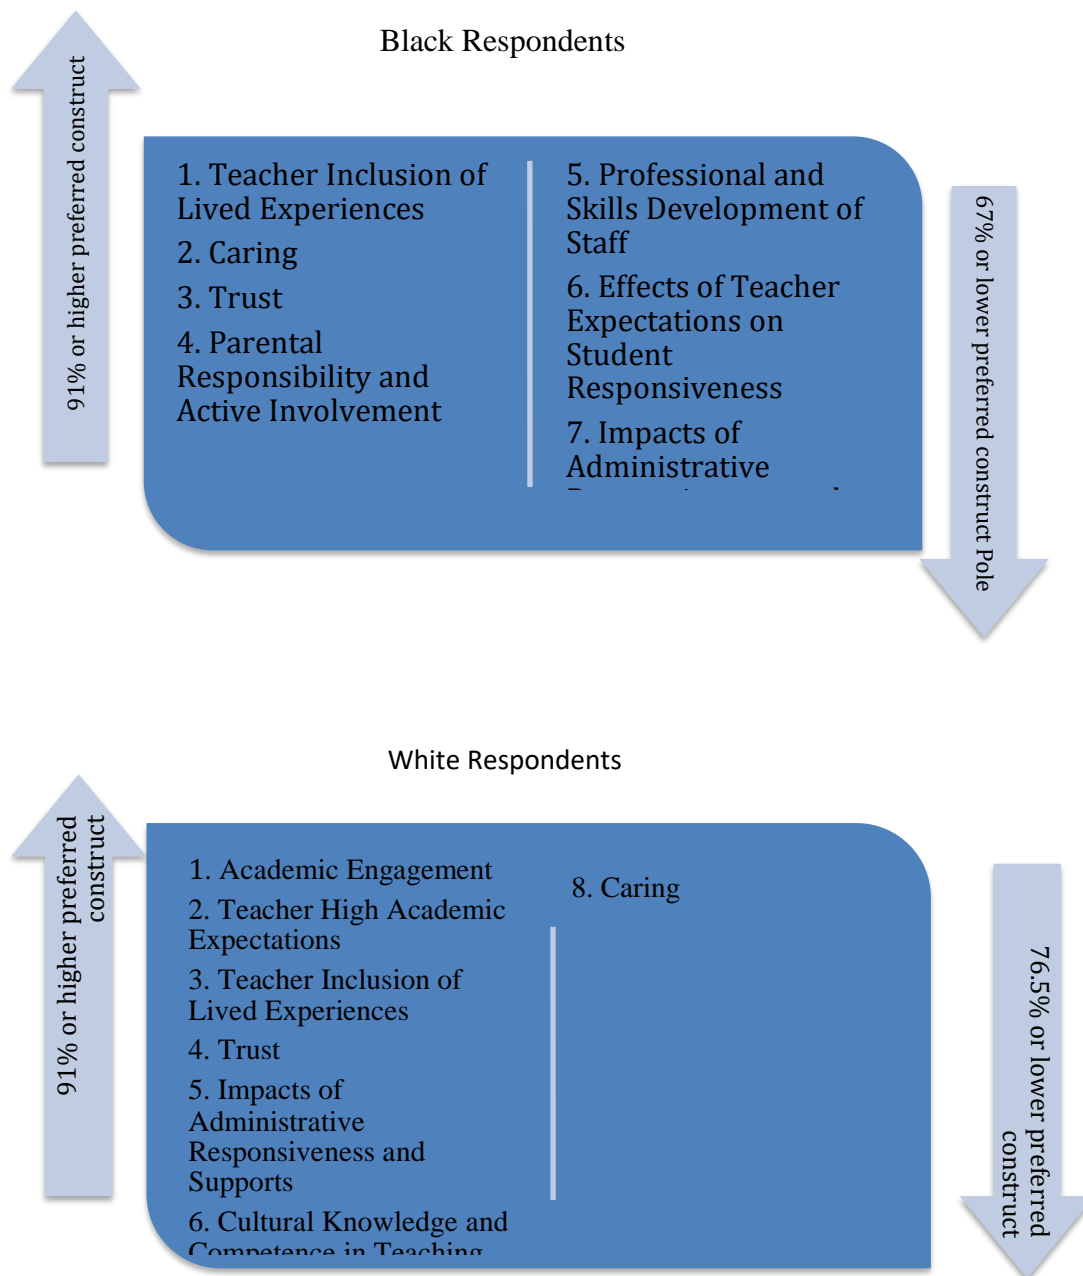 Black Respondents
91% or higher preferred construct
1. Teacher Inclusion of
Lived Experiences
2. Caring
3. Trust
4. Parental
Responsibility and
Active Involvement
5. Professional and
Skills Development of
Staff
6. Effects of Teacher
Expectations on
Student
Responsiveness
7. Impacts of
Administrative
67% or lower preferred construct Pole
White Respondents
91% or higher preferred
construct
1. Academic Engagement
2. Teacher High Academic
Expectations
3. Teacher Inclusion of
Lived Experiences
4. Trust
5. Impacts of
Administrative
Responsiveness and
Supports
6. Cultural Knowledge and
Competence in Teaching
8. Caring
76.5% or lower preferred
construct